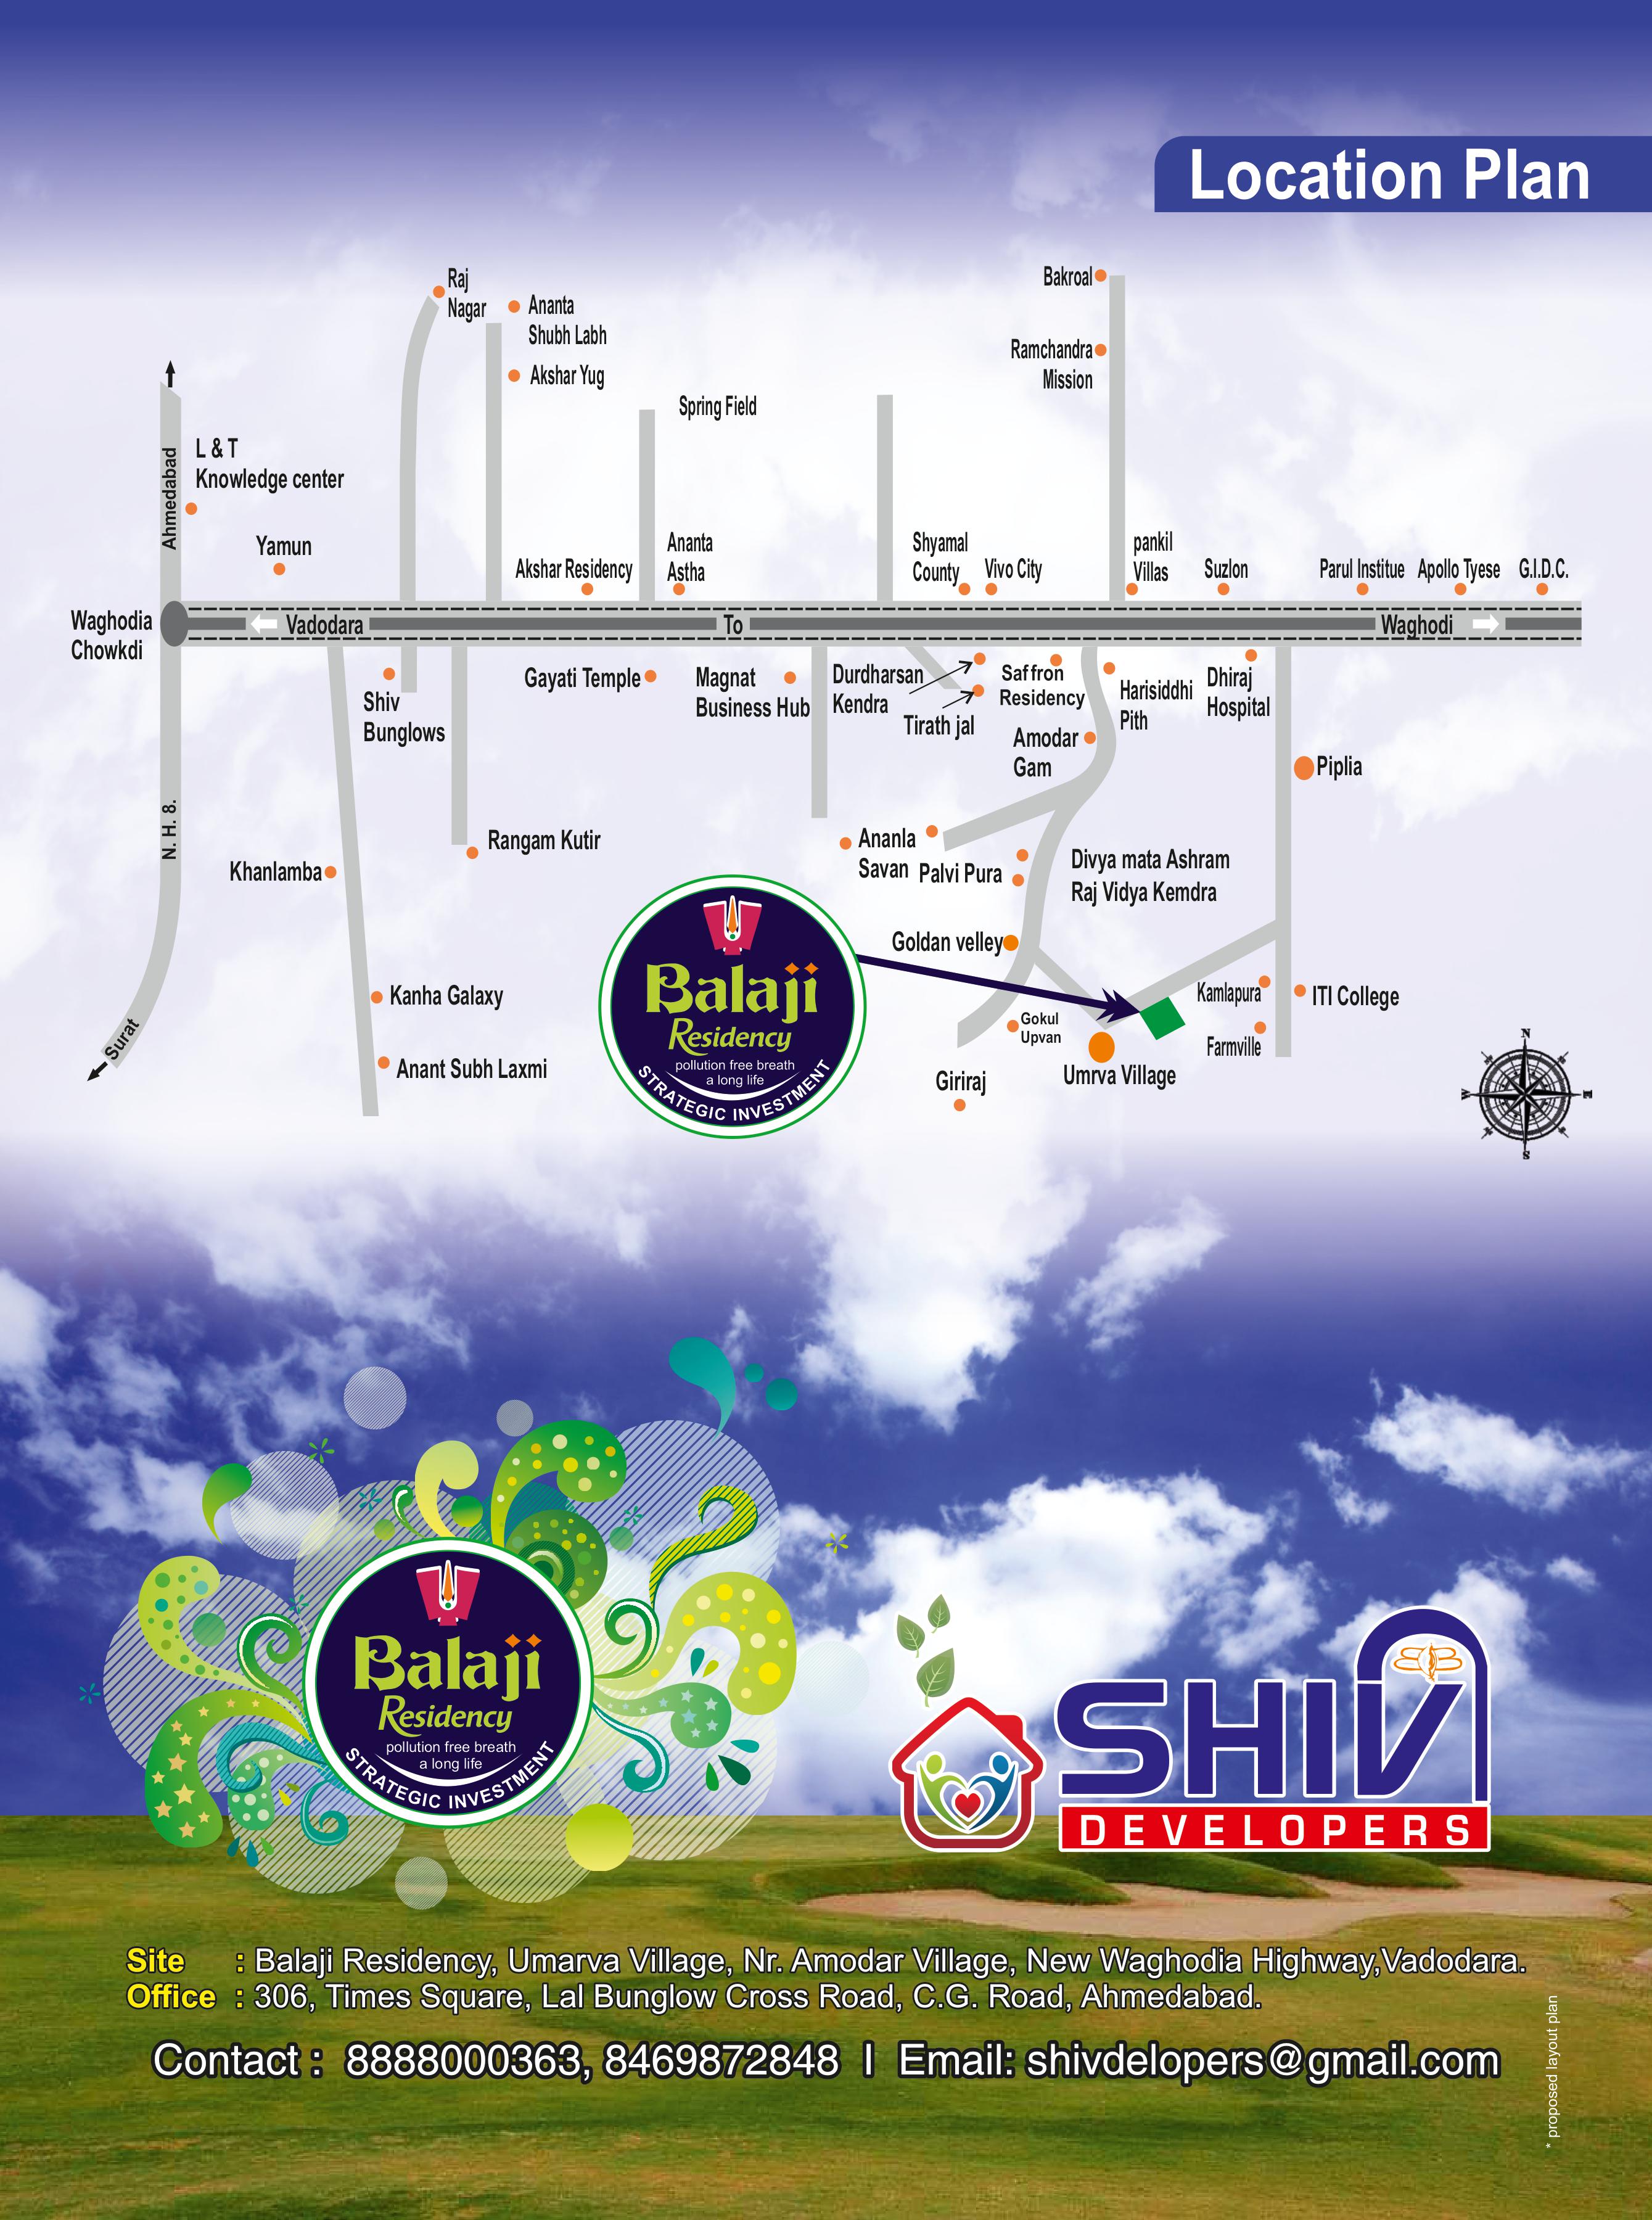 Location Plan
Raj
Nagar
Ananta
Shubh Labh
Akshar Yug
Bakroal
Ramchandra
Mission
Spring Field
Ahmedabad
L & T
Knowledge center
Yamun
Akshar Residency
Ananta
Astha
Shyamal
County
Vivo City
pankil
Villas
Suzlon
Parul Institue
Apollo Tyese
G.I.D.C.
Waghodia
Chowkdi
Vadodara
To
Waghodi
Shiv
Bunglows
Gayati Temple
Magnat
Business Hub
Durdharsan
Kendra
Tirath jal
Saffron
Residency
Harisiddhi
Pith
Dhiraj
Hospital
Amodar
Gam
Piplia
N. H. 8.
Rangam Kutir
Khanlamba
Ananla
Savan
Palvi Pura
Divya mata Ashram
Raj Vidya Kemdra
Goldan velley
Kanha Galaxy
Anant Subh Laxmi
Surat
Balaji
Residency
pollution free breath
a long life
STRATEGIC INVESTMENT
Gokul
Upvan
Giriraj
Umrva Village
Kamlapura
Farmville
ITI College
N
W
E
S
Balaji
Residency
pollution free breath
a long life
STRATEGIC INVESTMENT
SHIV
DEVELOPERS
Site : Balaji Residency, Umarva Village, Nr. Amodar Village, New Waghodia Highway,Vadodara.
Office : 306, Times Square, Lal Bunglow Cross Road, C.G. Road, Ahmedabad.
Contact : 8888000363, 8469872848 I Email: shivdelopers@gmail.com
* proposed layout plan